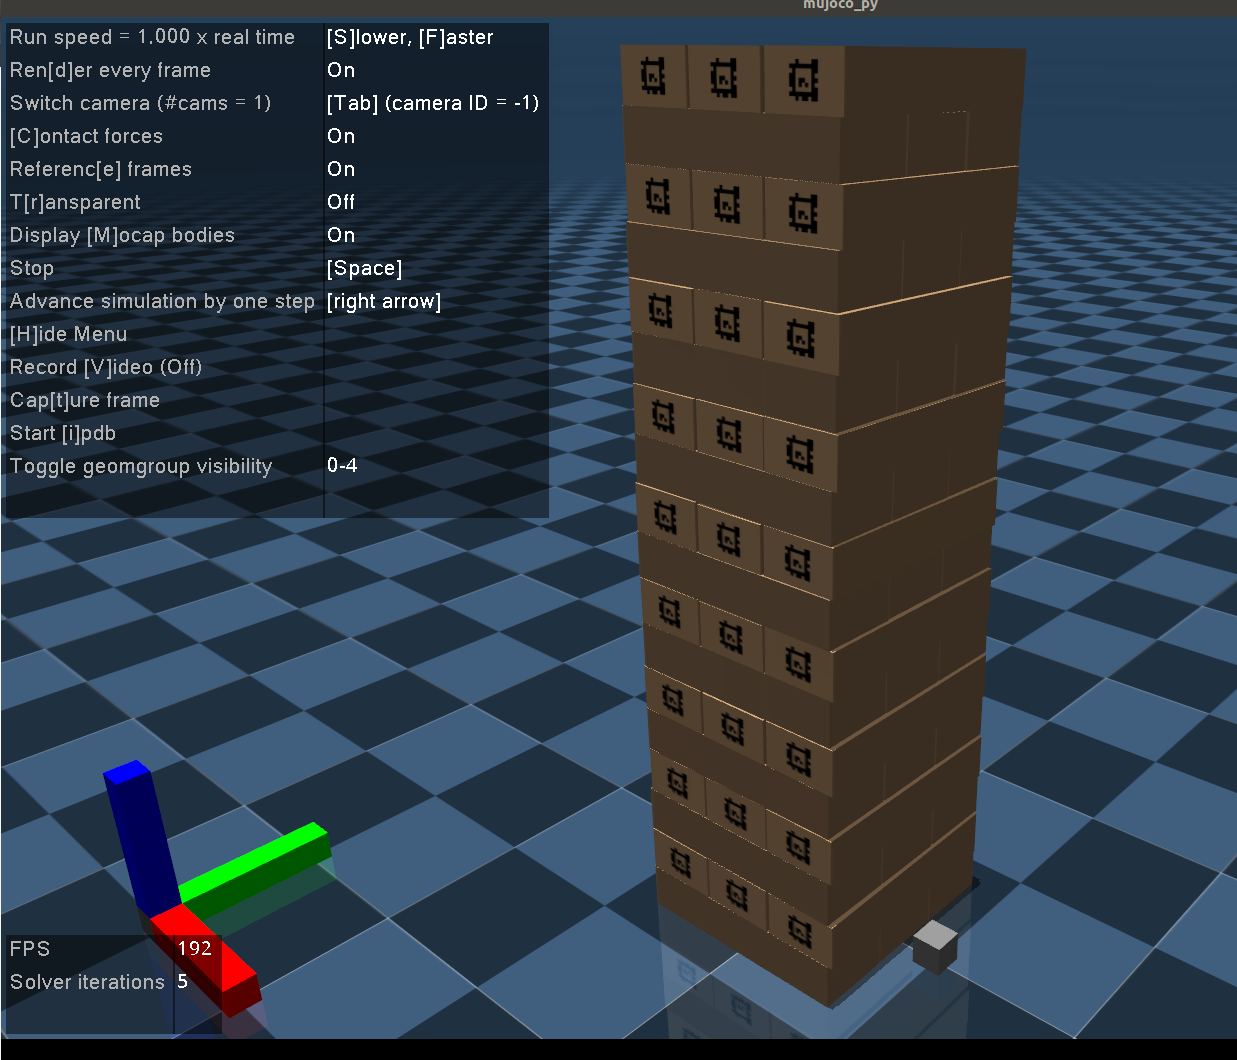 mujoco_py
Run speed = 1.000 x real time [S]lower, [F]aster
Ren[d]er every frame On
Switch camera (#cams = 1) [Tab] (camera ID = -1)
[C]ontact forces On
Referenc[e] frames On
T[r]ansparent Off
Display [M]ocap bodies On
Stop [Space]
Advance simulation by one step [right arrow]
[H]ide Menu
Record [V]ideo (Off)
Cap[t]ure frame
Start [i]pdb
Toggle geomgroup visibility 0-4
FPS 192
Solver iterations 5